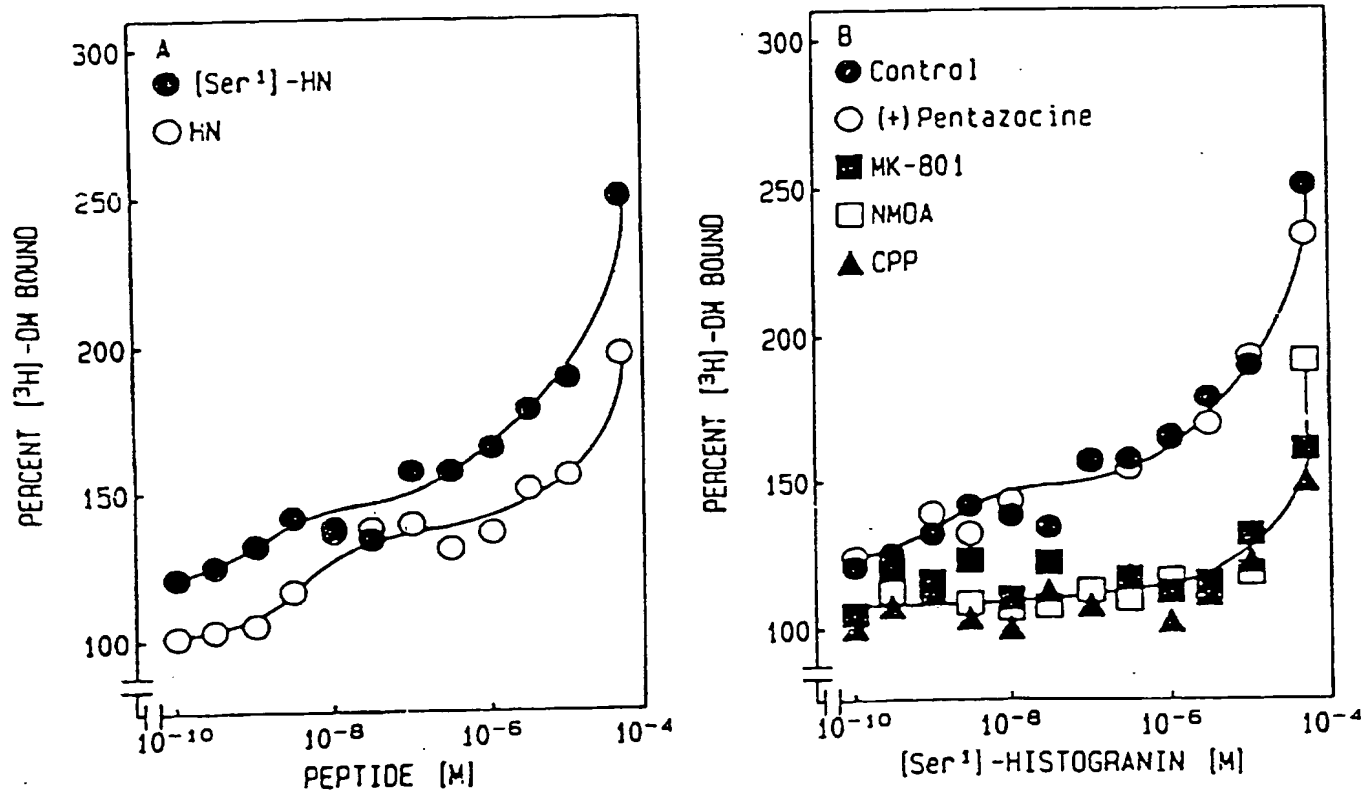 A
[Ser¹]-HN
HN
300
250
200
150
100
PERCENT [³H]-DM BOUND
10⁻¹⁰
10⁻⁸
10⁻⁶
10⁻⁴
PEPTIDE [M]
B
Control
(+)Pentazocine
MK-801
NMDA
CPP
300
250
200
150
100
PERCENT [³H]-DM BOUND
10⁻¹⁰
10⁻⁸
10⁻⁶
10⁻⁴
[Ser¹]-HISTOGRANIN [M]